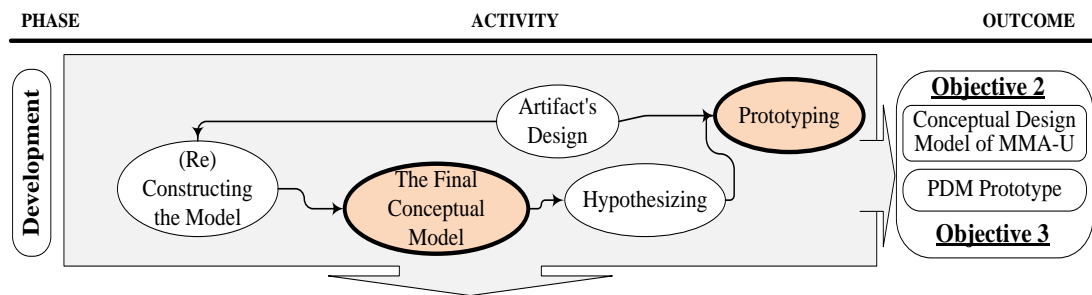 PHASE ACTIVITY OUTCOME
Development
Artifact's
Design
Prototyping
(Re)
Constructing
the Model
The Final
Conceptual
Model
Hypothesizing
Objective 2
Conceptual Design
Model of MMA-U
PDM Prototype
Objective 3